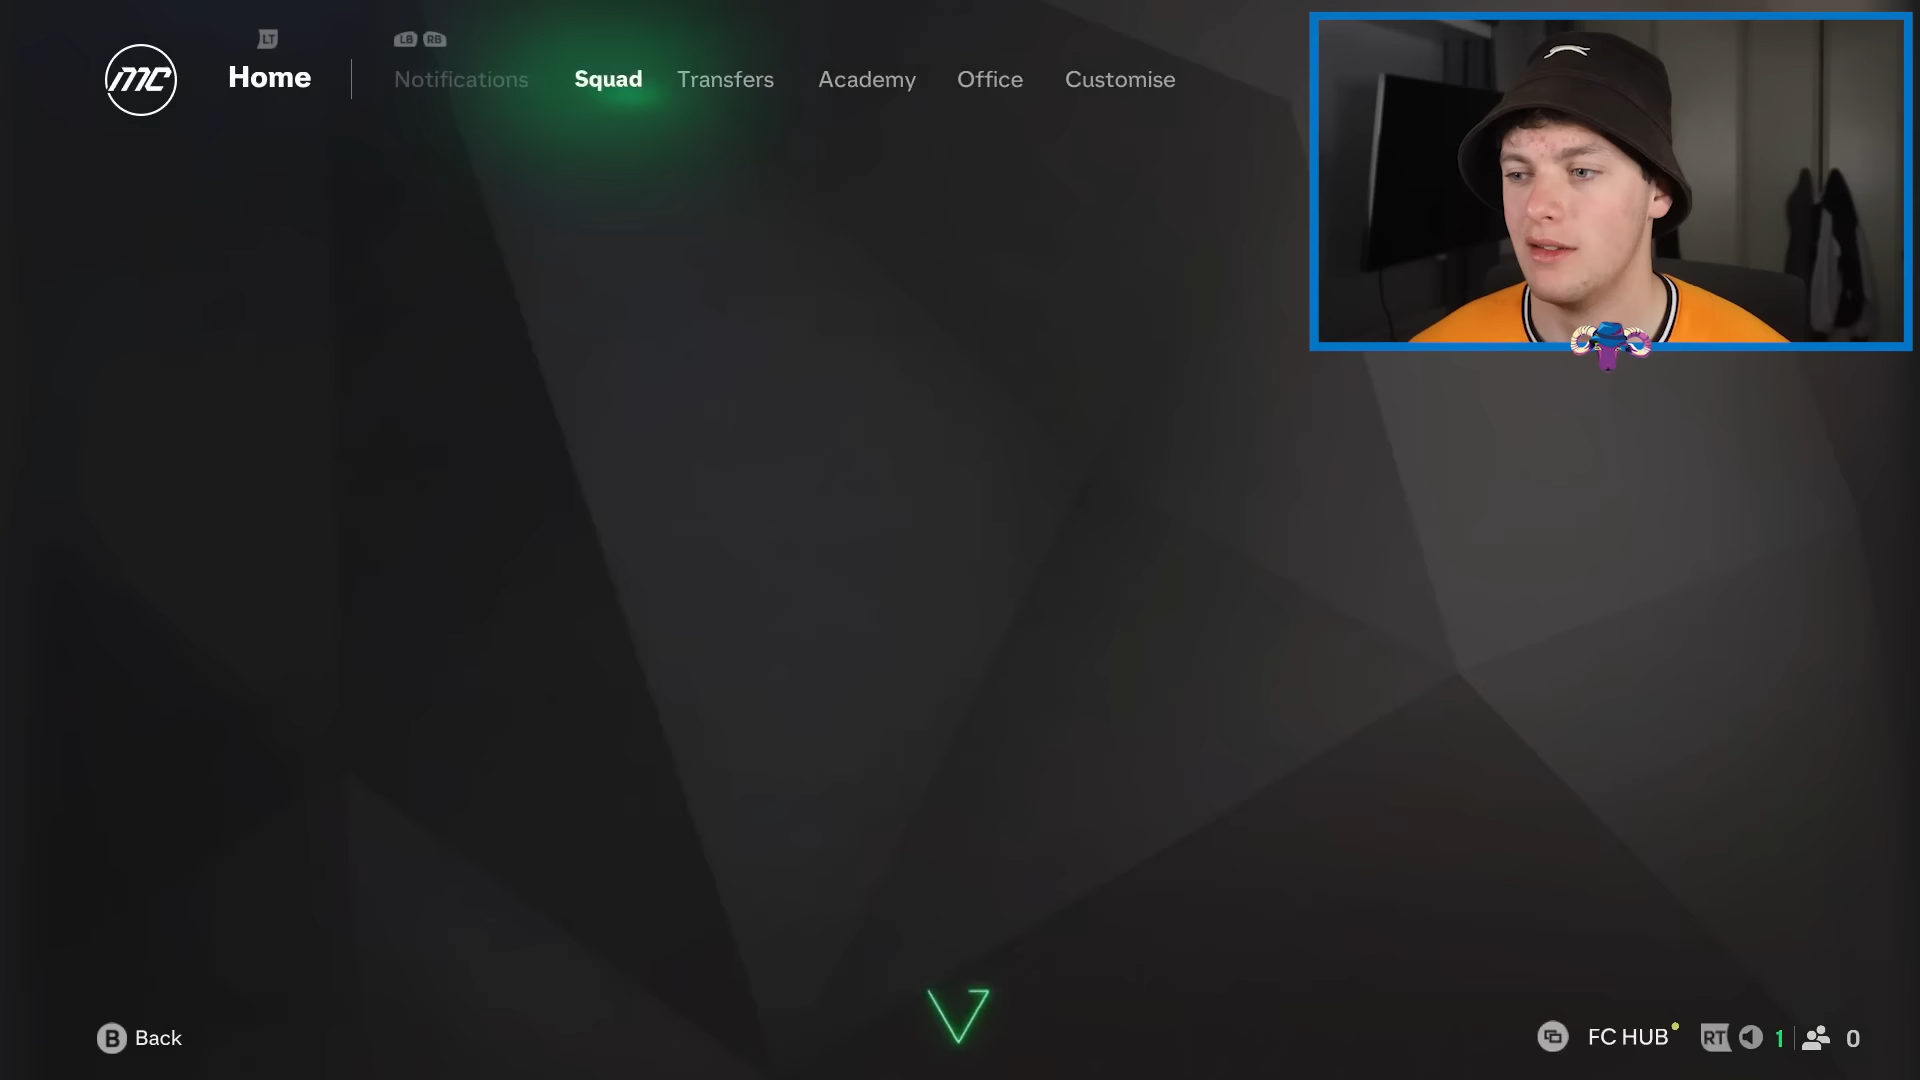 LT
LB RB
MC
Home
Notifications
Squad
Transfers
Academy
Office
Customise
B Back
FC HUB
RT
1
0